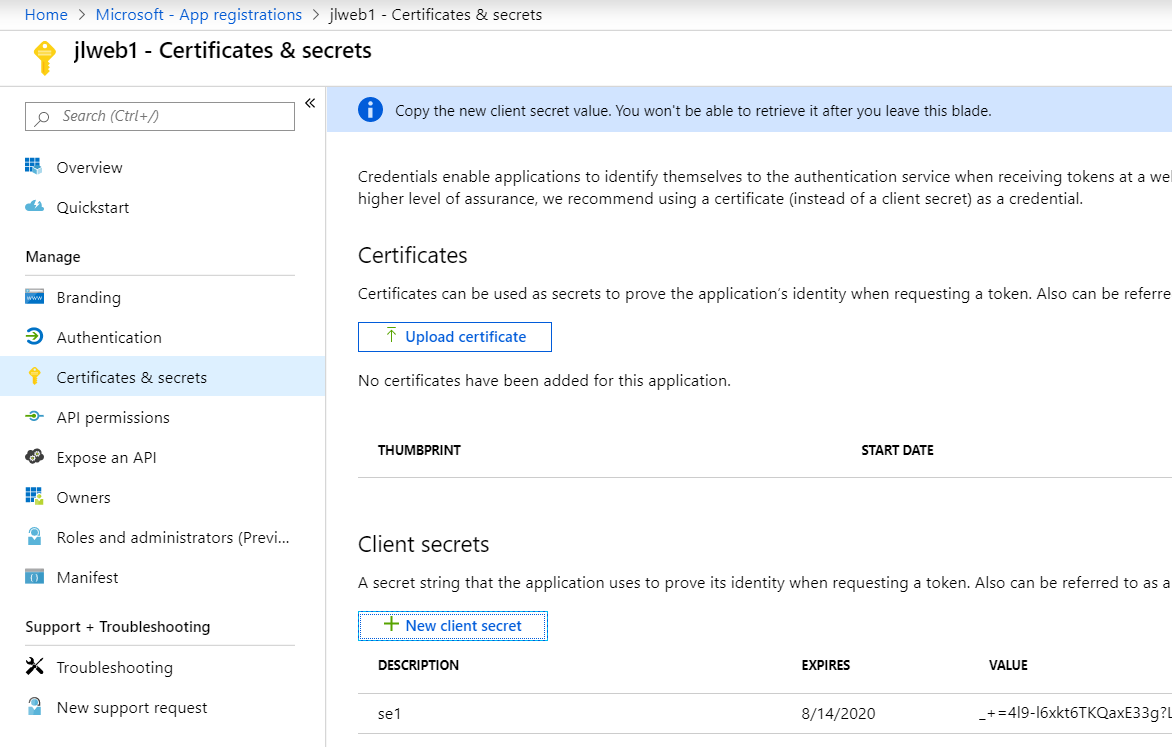 Home > Microsoft - App registrations > jlweb1 - Certificates & secrets
jlweb1 - Certificates & secrets
Search (Ctrl+/)
«
Overview
Quickstart
Manage
Branding
Authentication
Certificates & secrets
API permissions
Expose an API
Owners
Roles and administrators (Previ...
Manifest
Support + Troubleshooting
Troubleshooting
New support request
Copy the new client secret value. You won't be able to retrieve it after you leave this blade.
Credentials enable applications to identify themselves to the authentication service when receiving tokens at a we
higher level of assurance, we recommend using a certificate (instead of a client secret) as a credential.
Certificates
Certificates can be used as secrets to prove the application's identity when requesting a token. Also can be referre
Upload certificate
No certificates have been added for this application.
THUMBPRINT START DATE
Client secrets
A secret string that the application uses to prove its identity when requesting a token. Also can be referred to as a
+ New client secret
DESCRIPTION EXPIRES VALUE
se1 8/14/2020 _+=4l9-l6xkt6TKQaxE33g?L